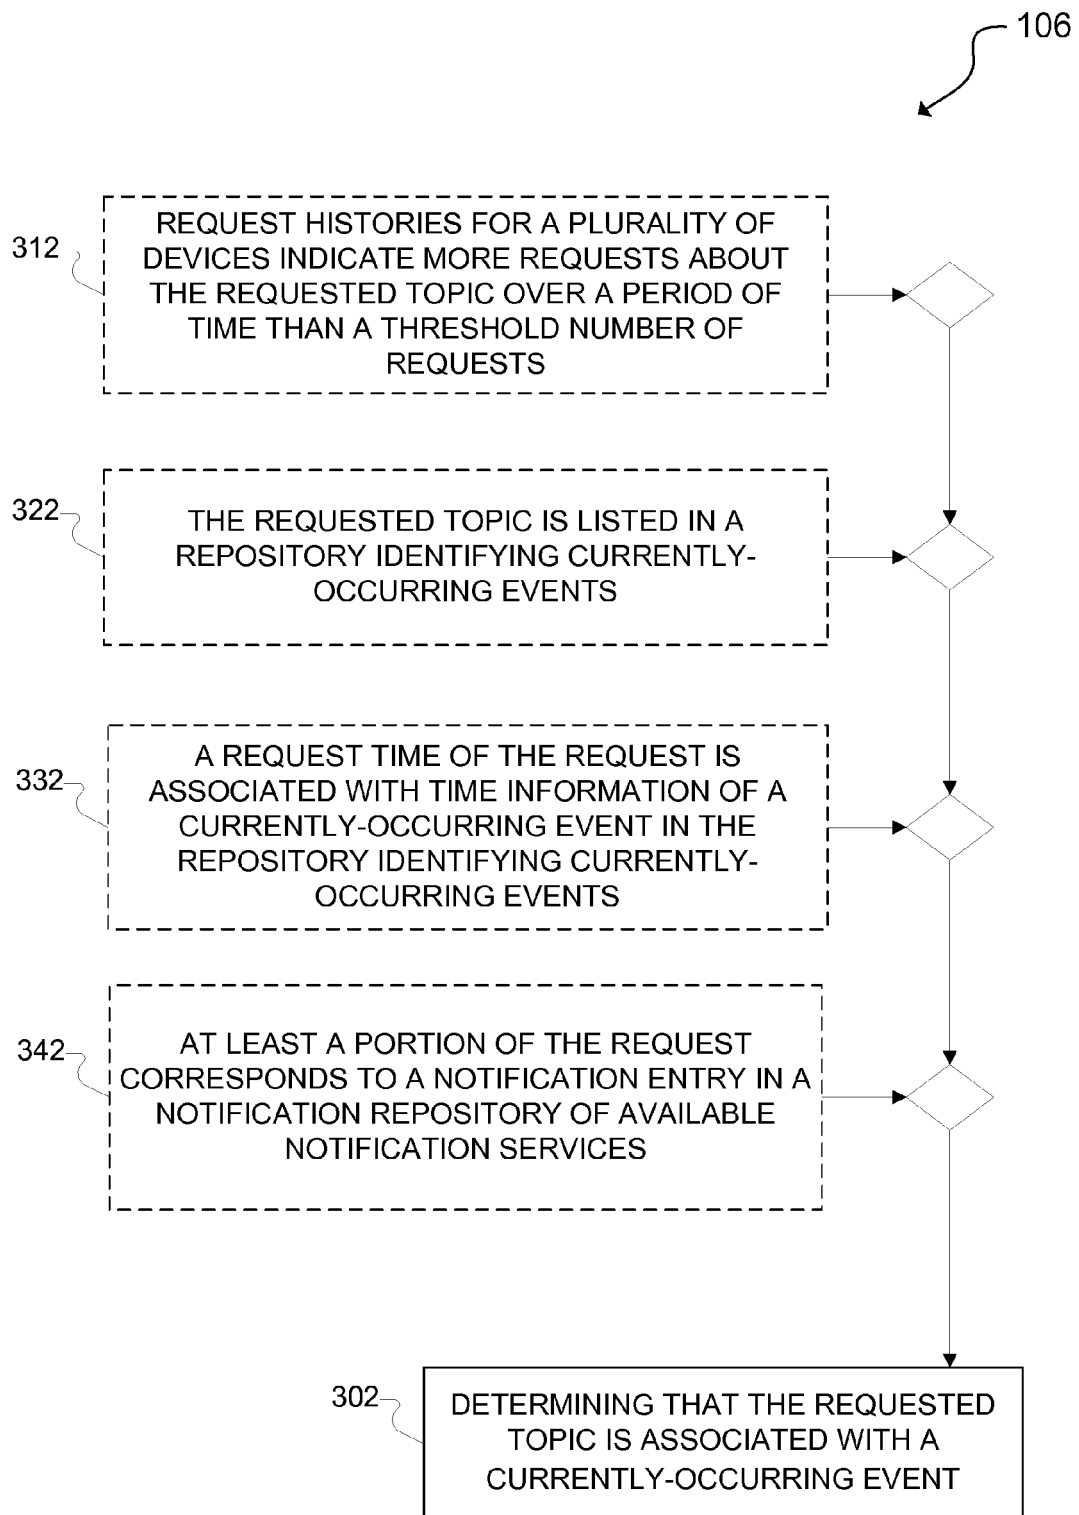 106
312
REQUEST HISTORIES FOR A PLURALITY OF
DEVICES INDICATE MORE REQUESTS ABOUT
THE REQUESTED TOPIC OVER A PERIOD OF
TIME THAN A THRESHOLD NUMBER OF
REQUESTS
322
THE REQUESTED TOPIC IS LISTED IN A
REPOSITORY IDENTIFYING CURRENTLY-
OCCURRING EVENTS
332
A REQUEST TIME OF THE REQUEST IS
ASSOCIATED WITH TIME INFORMATION OF A
CURRENTLY-OCCURRING EVENT IN THE
REPOSITORY IDENTIFYING CURRENTLY-
OCCURRING EVENTS
342
AT LEAST A PORTION OF THE REQUEST
CORRESPONDS TO A NOTIFICATION ENTRY IN A
NOTIFICATION REPOSITORY OF AVAILABLE
NOTIFICATION SERVICES
302
DETERMINING THAT THE REQUESTED
TOPIC IS ASSOCIATED WITH A
CURRENTLY-OCCURRING EVENT